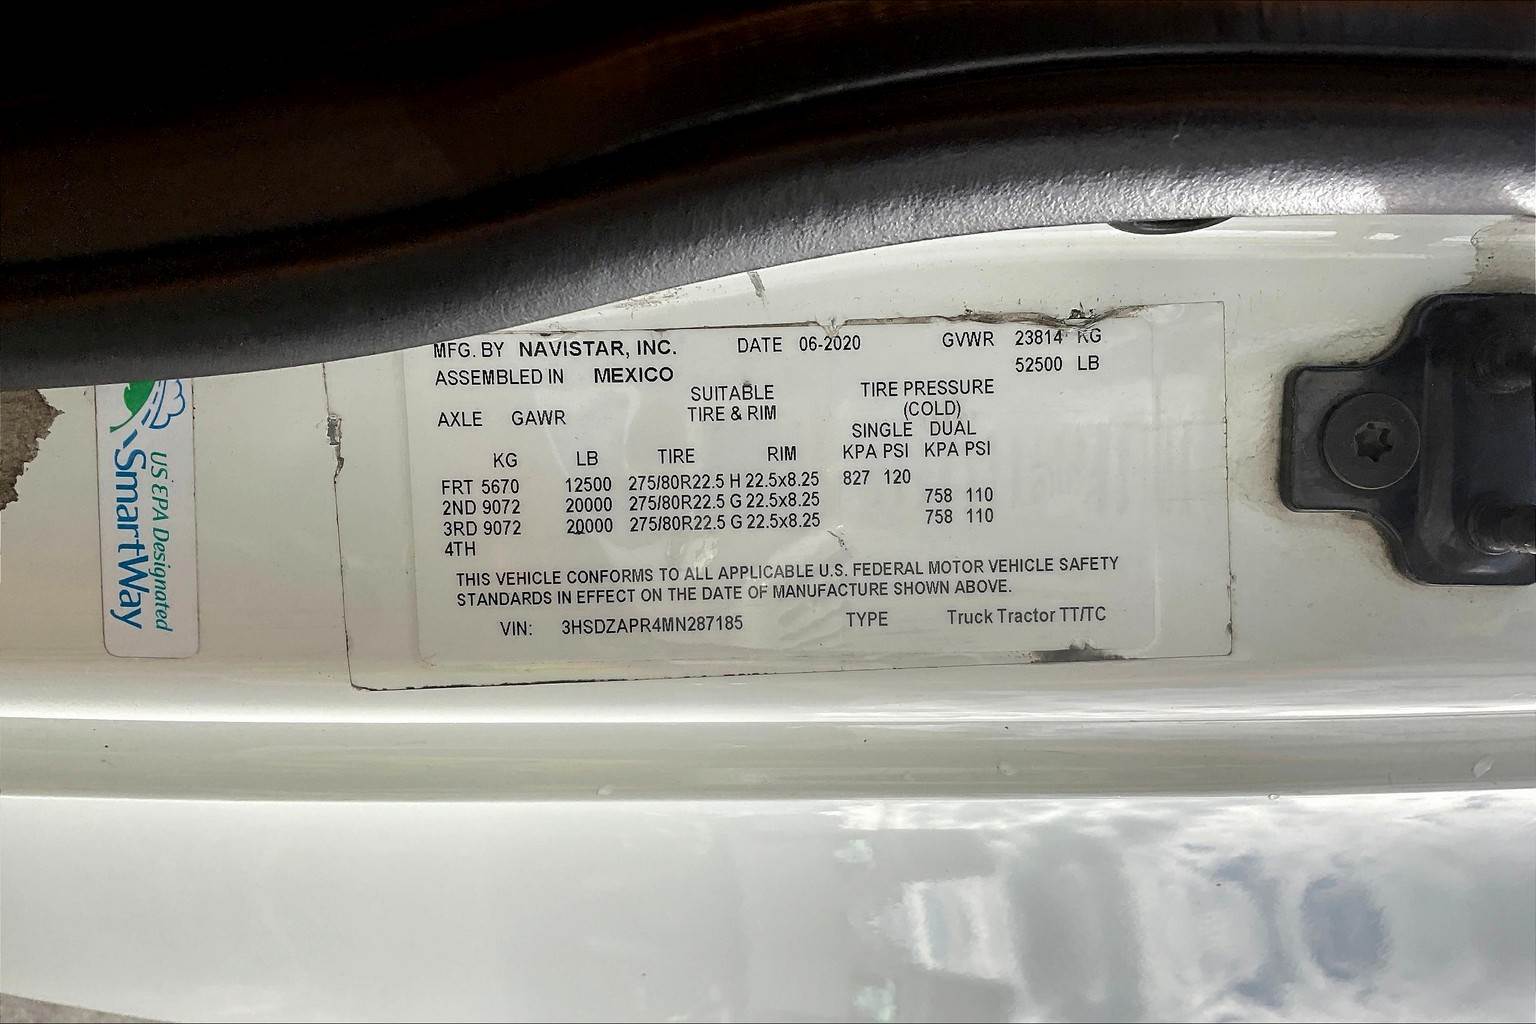 MFG. BY NAVISTAR, INC. DATE 06-2020 GVWR 23814 KG
52500 LB
ASSEMBLED IN MEXICO
SUITABLE TIRE PRESSURE
AXLE GAWR TIRE & RIM (COLD)
SINGLE DUAL
KG LB TIRE RIM KPA PSI KPA PSI
FRT 5670 12500 275/80R22.5 H 22.5x8.25 827 120
2ND 9072 20000 275/80R22.5 G 22.5x8.25 758 110
3RD 9072 20000 275/80R22.5 G 22.5x8.25 758 110
4TH
THIS VEHICLE CONFORMS TO ALL APPLICABLE U.S. FEDERAL MOTOR VEHICLE SAFETY
STANDARDS IN EFFECT ON THE DATE OF MANUFACTURE SHOWN ABOVE.
VIN: 3HSDZAPR4MN287185 TYPE Truck Tractor TT/TC
US EPA Designated
SmartWay